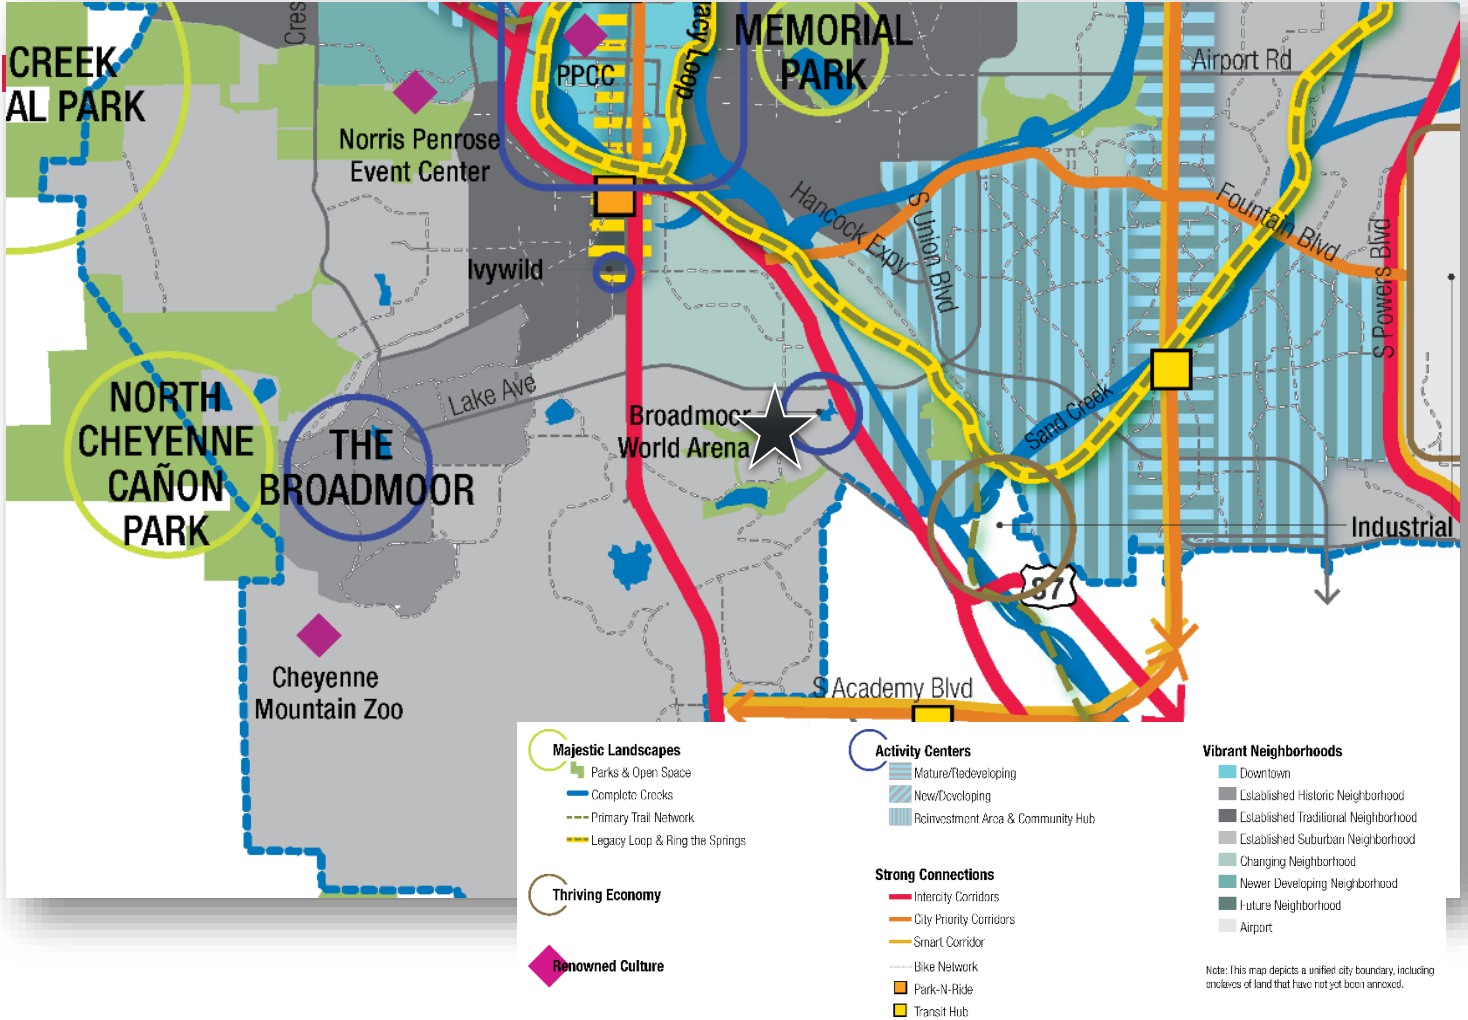 Cres
CREEK
AL PARK
PPCC
acy Loop
MEMORIAL
PARK
Airport Rd
Norris Penrose
Event Center
Hancock Expy
S Union Blvd
Fountain Blvd
S Powers Blvd
Ivywild
Lake Ave
NORTH
CHEYENNE
CAÑON
PARK
THE
BROADMOOR
Broadmoor
World Arena
Sand Creek
Industrial
87
Cheyenne
Mountain Zoo
S Academy Blvd
Majestic Landscapes
Parks & Open Space
Complete Creeks
Primary Trail Network
Legacy Loop & Ring the Springs
Thriving Economy
Renowned Culture
Activity Centers
Mature/Redeveloping
New/Developing
Reinvestment Area & Community Hub
Strong Connections
Intercity Corridors
City Priority Corridors
Smart Corridor
Bike Network
Park-N-Ride
Transit Hub
Vibrant Neighborhoods
Downtown
Established Historic Neighborhood
Established Traditional Neighborhood
Established Suburban Neighborhood
Changing Neighborhood
Newer Developing Neighborhood
Future Neighborhood
Airport
Note: This map depicts a unified city boundary, including
enclaves of land that have not yet been annexed.